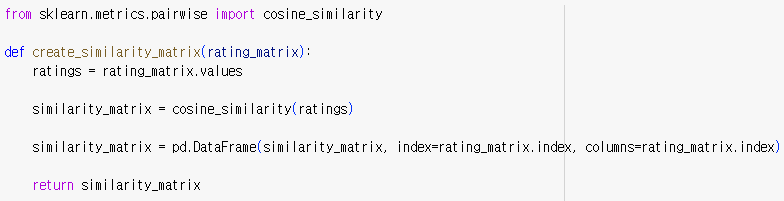 from sklearn.metrics.pairwise import cosine_similarity
def create_similarity_matrix(rating_matrix):
ratings = rating_matrix.values
similarity_matrix = cosine_similarity(ratings)
similarity_matrix = pd.DataFrame(similarity_matrix, index=rating_matrix.index, columns=rating_matrix.index)
return similarity_matrix